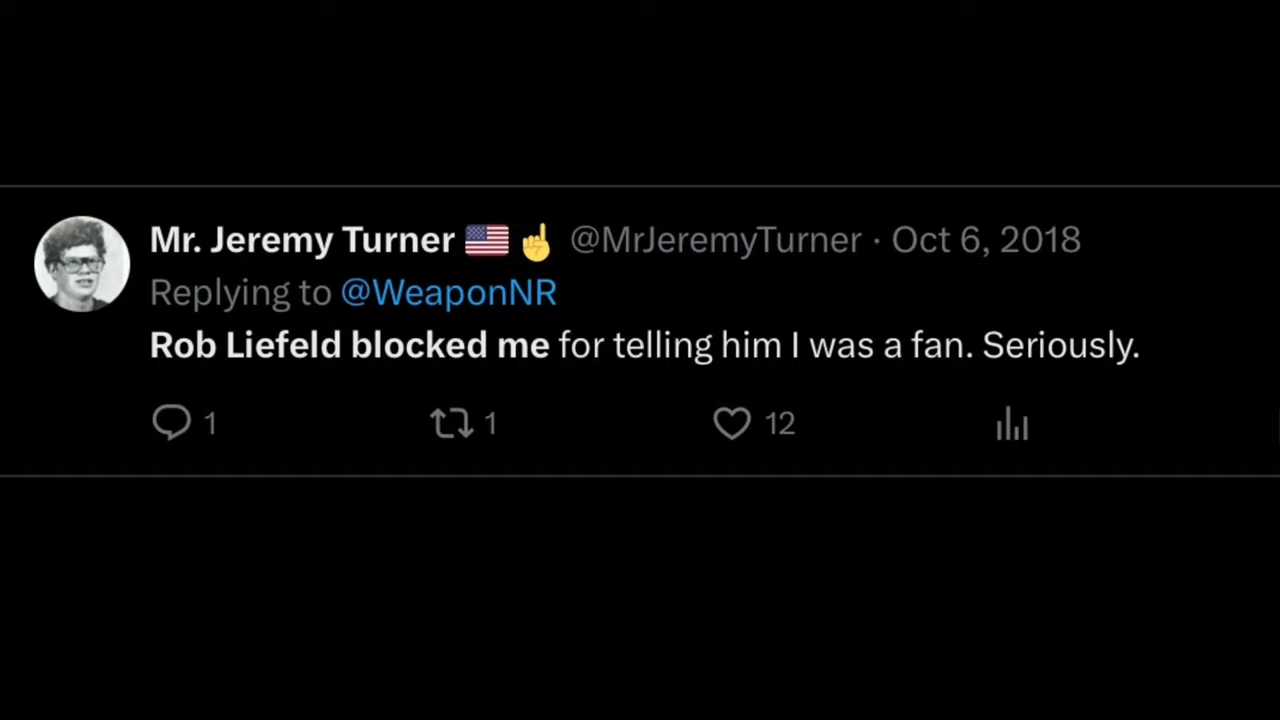 Mr. Jeremy Turner 🇺🇸 ☝️ @MrJeremyTurner · Oct 6, 2018
Replying to @WeaponNR
Rob Liefeld blocked me for telling him I was a fan. Seriously.
1 1 12